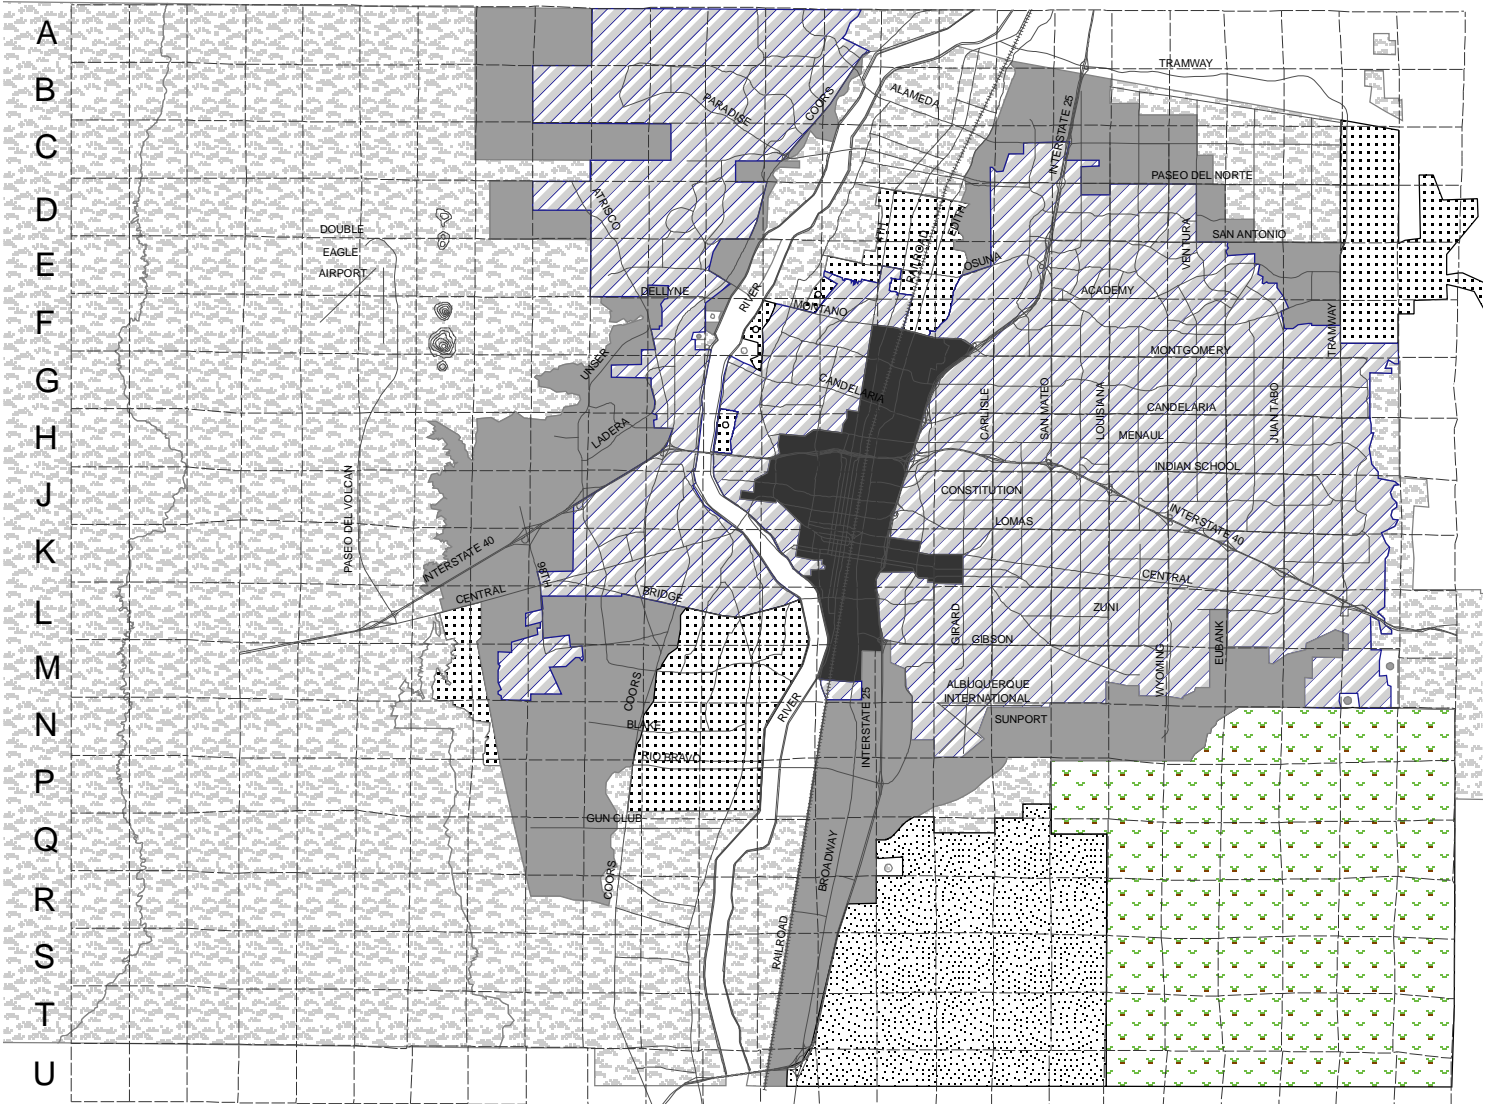 A
TRAMWAY
B
ALAMEDA
PARADISE
COORS
INTERSTATE 25
C
PASEO DEL NORTE
D
ATRISCO
4TH
EDITH
DOUBLE
EAGLE
AIRPORT
RAILROAD
VENTURA
SAN ANTONIO
E
OSUNA
DELLYNE
RIVER
ACADEMY
F
MONTANO
TRAMWAY
UNSER
MONTGOMERY
G
CANDELARIA
CARLISLE
SAN MATEO
LOUISIANA
CANDELARIA
JUAN TABO
H
LADERA
MENAUL
INDIAN SCHOOL
J
PASEO DEL VOLCAN
CONSTITUTION
LOMAS
INTERSTATE 40
K
INTERSTATE 40
98TH
CENTRAL
CENTRAL
BRIDGE
L
ZUNI
GIRARD
GIBSON
EUBANK
M
WYOMING
COORS
ALBUQUERQUE
INTERNATIONAL
SUNPORT
RIVER
INTERSTATE 25
N
BLAKE
RIO BRAVO
P
GUN CLUB
Q
BROADWAY
COORS
R
RAILROAD
S
T
U